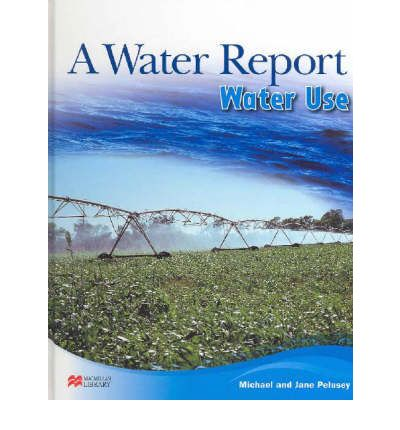 A Water Report
Water Use
MACMILLAN
LIBRARY
Michael and Jane Pelusey